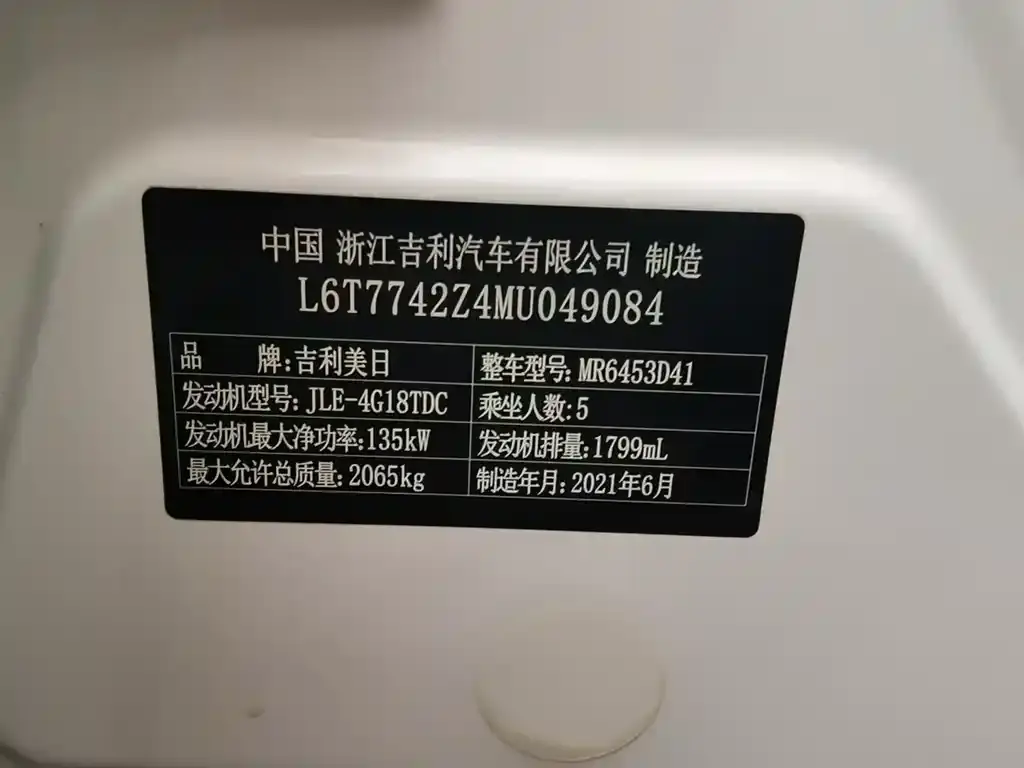 中国 浙江吉利汽车有限公司 制造
L6T7742Z4MU049084
品 牌:吉利美日 整车型号:MR6453D41
发动机型号:JLE-4G18TDC 乘坐人数:5
发动机最大净功率:135kW 发动机排量:1799mL
最大允许总质量:2065kg 制造年月:2021年6月